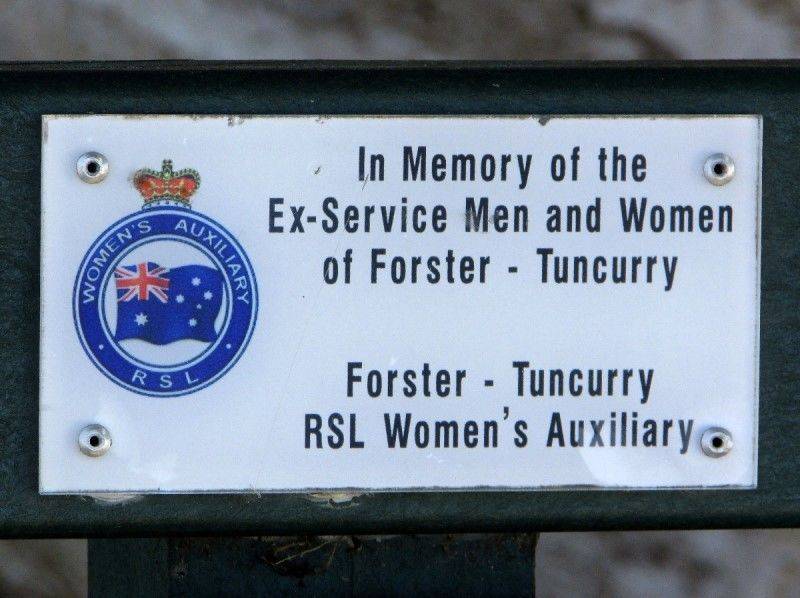 WOMEN'S AUXILIARY
RSL
In Memory of the
Ex-Service Men and Women
of Forster - Tuncurry
Forster - Tuncurry
RSL Women's Auxiliary